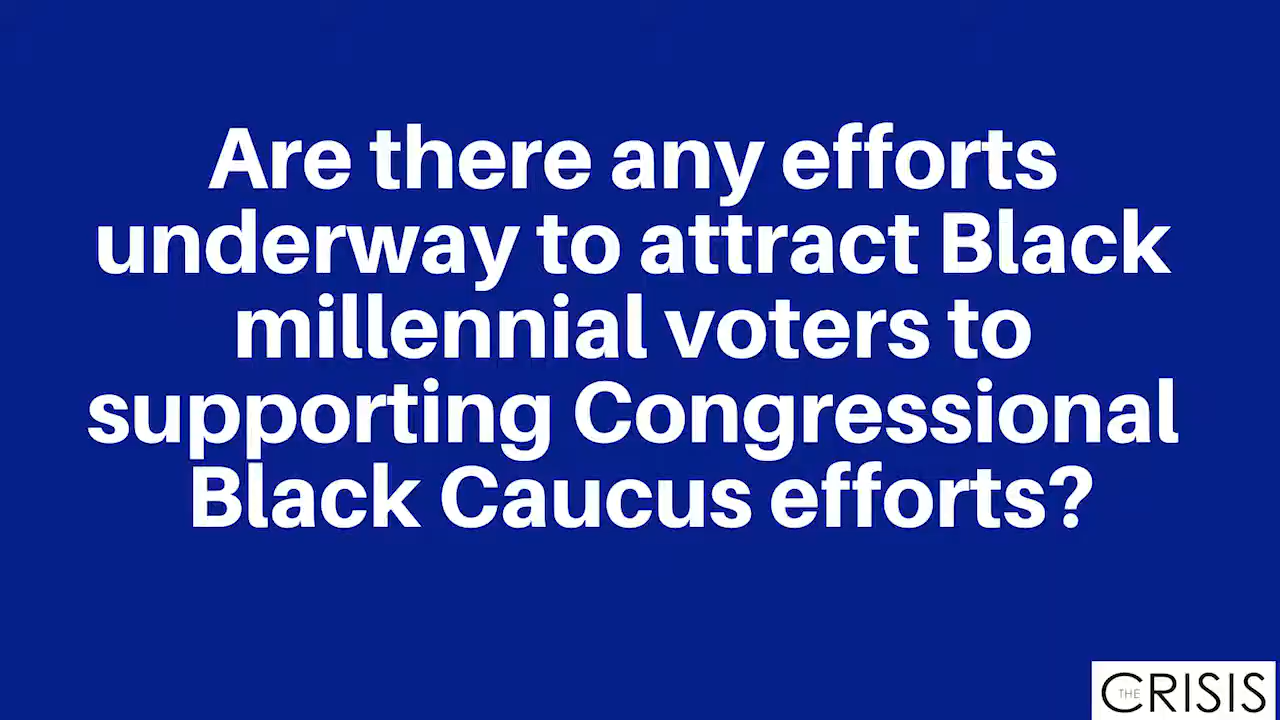 Are there any efforts
underway to attract Black
millennial voters to
supporting Congressional
Black Caucus efforts?
THE CRISIS